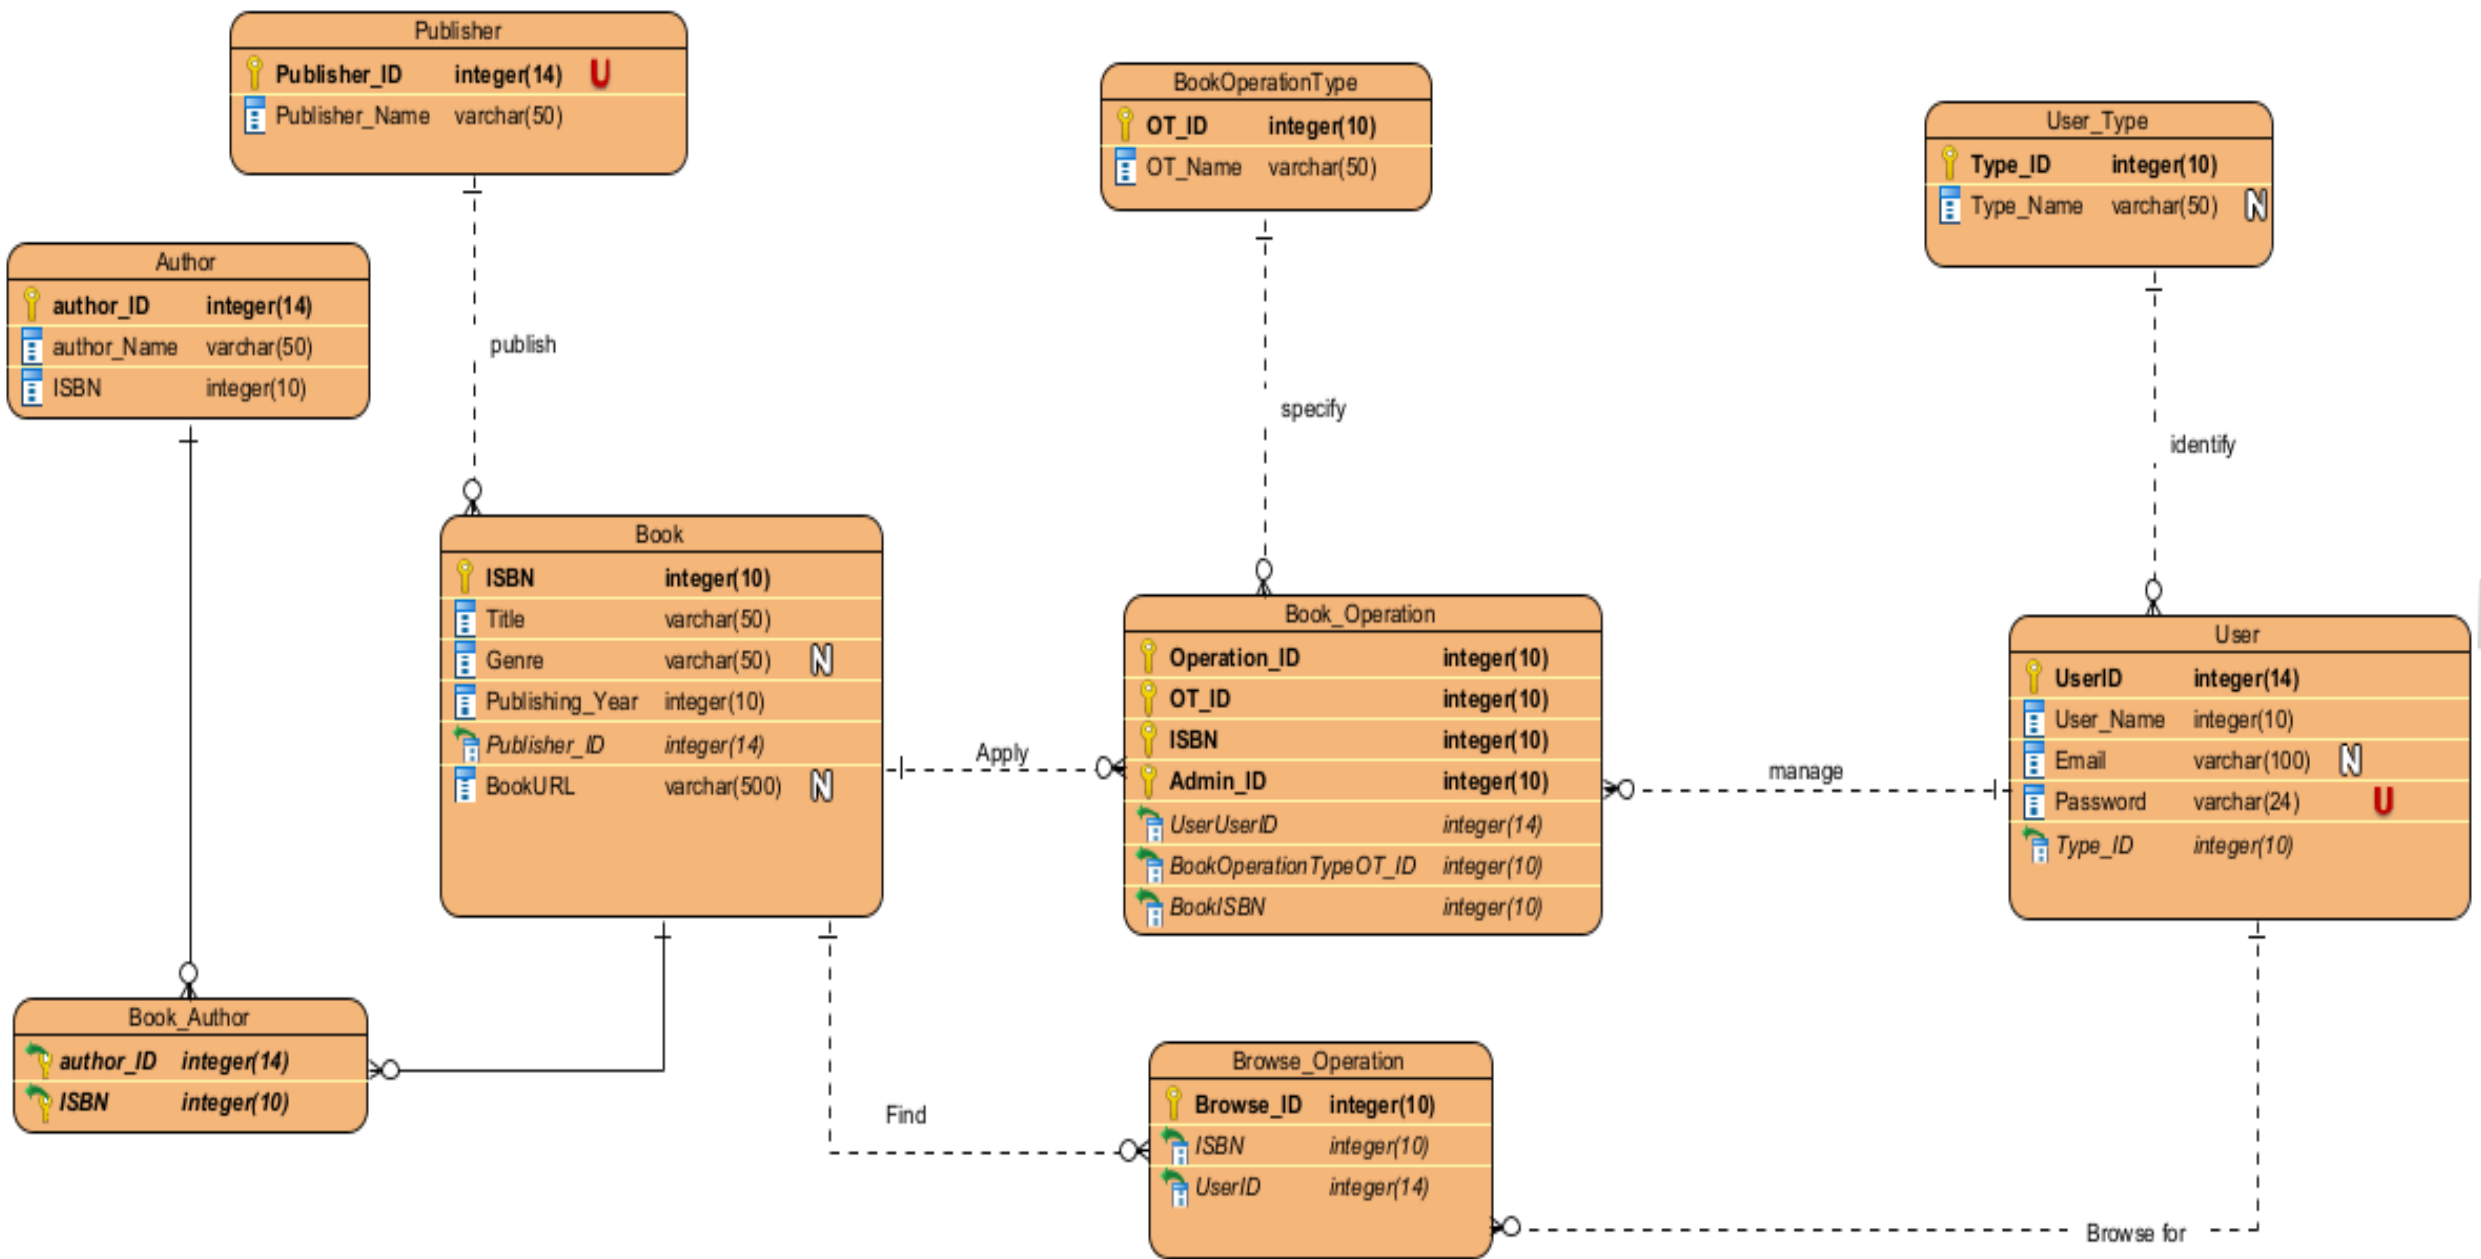 Publisher
Publisher_ID integer(14) U
Publisher_Name varchar(50)
BookOperationType
OT_ID integer(10)
OT_Name varchar(50)
User_Type
Type_ID integer(10)
Type_Name varchar(50) N
Author
author_ID integer(14)
author_Name varchar(50)
ISBN integer(10)
publish
specify
identify
Book
ISBN integer(10)
Title varchar(50)
Genre varchar(50) N
Publishing_Year integer(10)
Publisher_ID integer(14)
BookURL varchar(500) N
Apply
Book_Operation
Operation_ID integer(10)
OT_ID integer(10)
ISBN integer(10)
Admin_ID integer(10)
UserUserID integer(14)
BookOperationTypeOT_ID integer(10)
BookISBN integer(10)
manage
User
UserID integer(14)
User_Name integer(10)
Email varchar(100) N
Password varchar(24) U
Type_ID integer(10)
Book_Author
author_ID integer(14)
ISBN integer(10)
Find
Browse_Operation
Browse_ID integer(10)
ISBN integer(10)
UserID integer(14)
Browse for